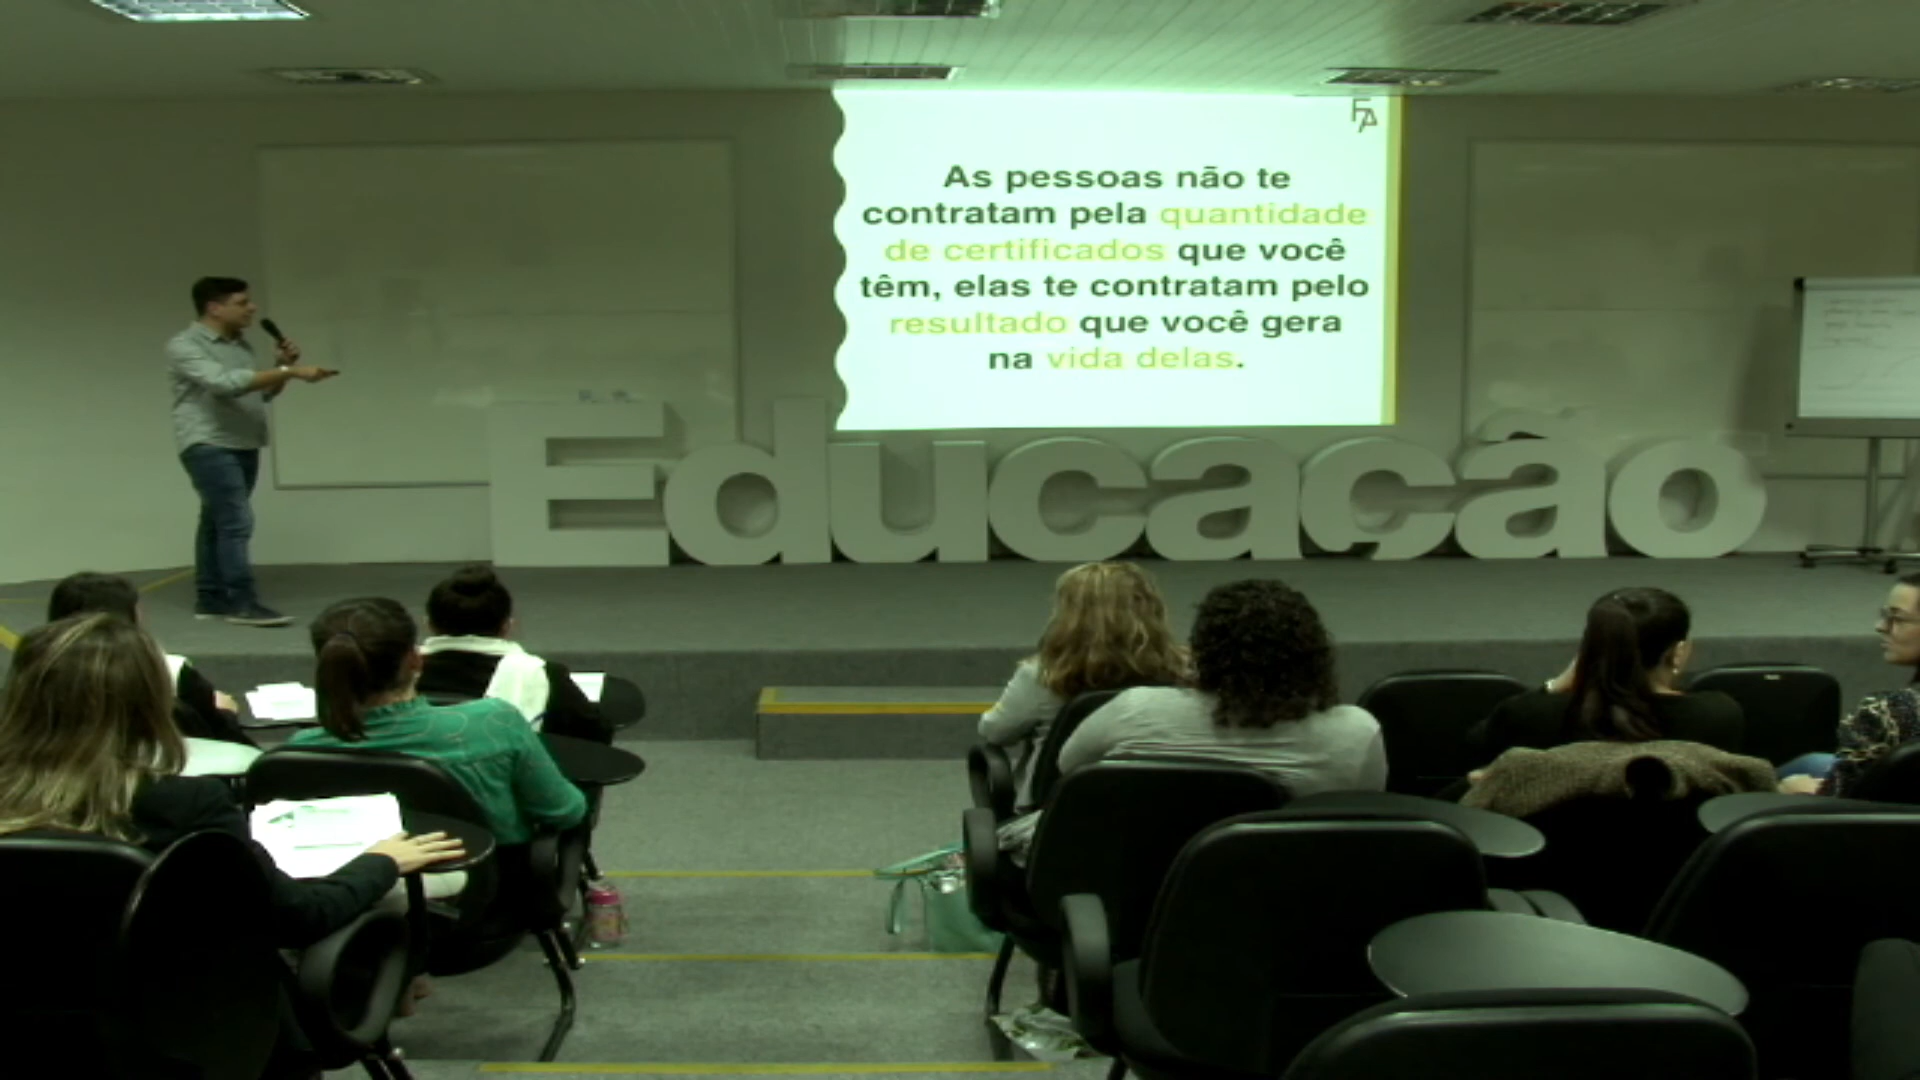 FA
As pessoas não te
contratam pela quantidade
de certificados que você
têm, elas te contratam pelo
resultado que você gera
na vida delas.
Educação